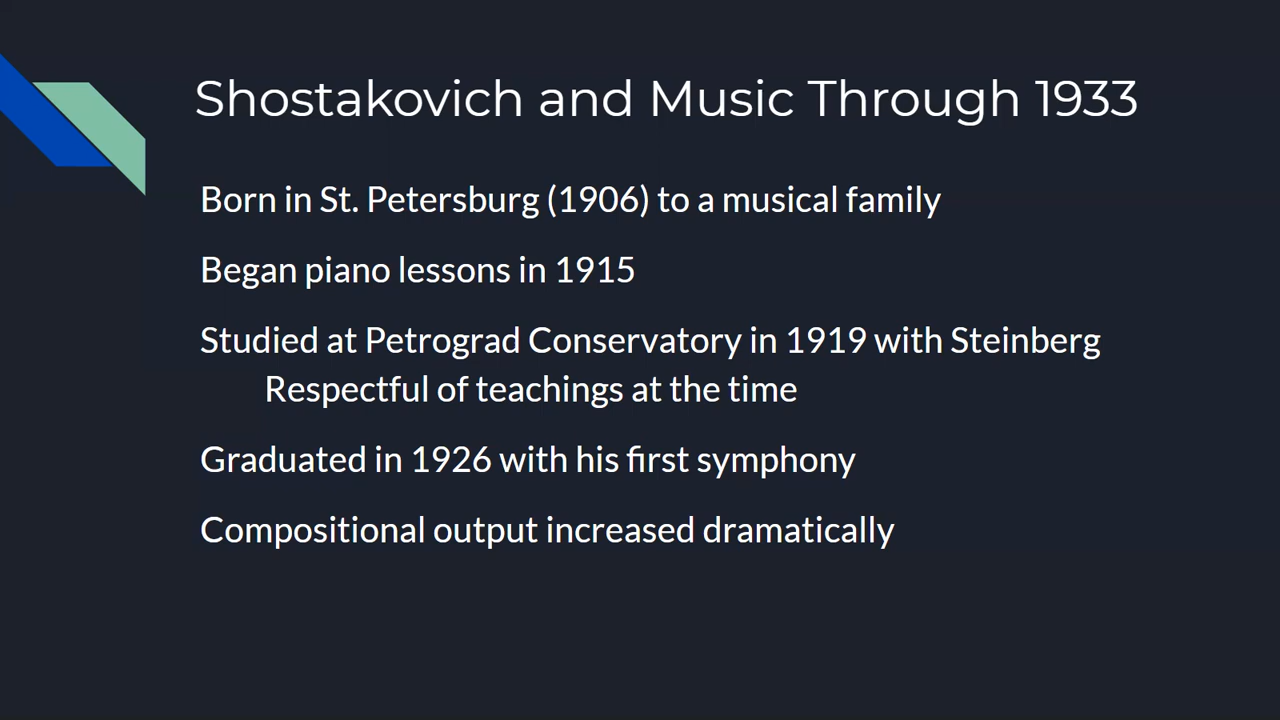 Shostakovich and Music Through 1933
Born in St. Petersburg (1906) to a musical family
Began piano lessons in 1915
Studied at Petrograd Conservatory in 1919 with Steinberg
Respectful of teachings at the time
Graduated in 1926 with his first symphony
Compositional output increased dramatically